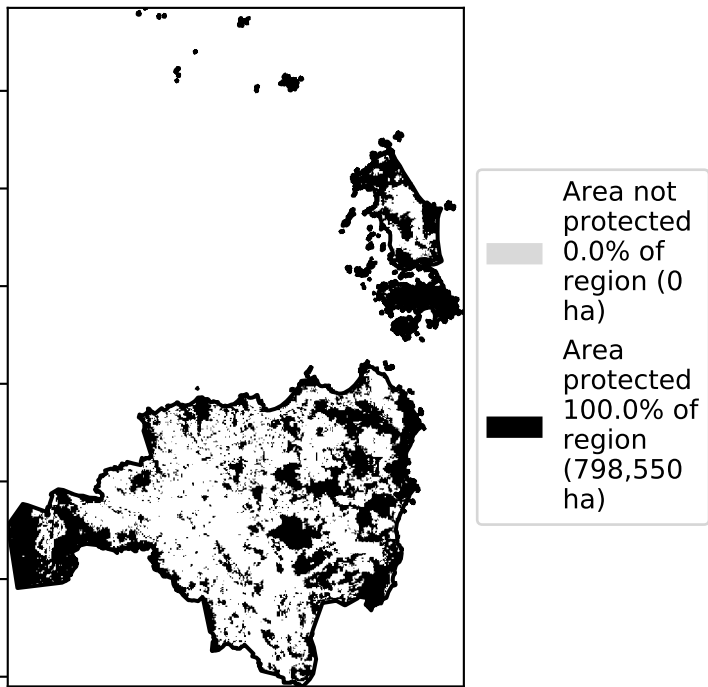 Area not
protected
0.0% of
region (0
ha)
Area
protected
100.0% of
region
(798,550
ha)